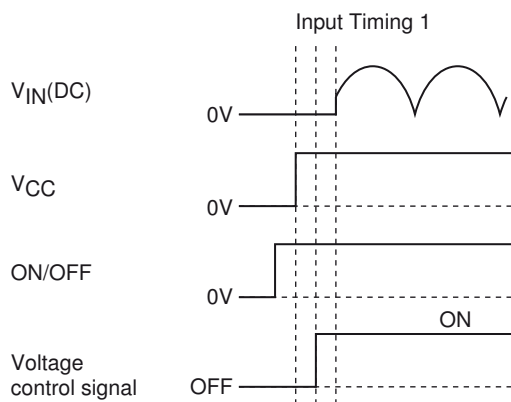 Input Timing 1
VIN(DC)
0V
VCC
0V
ON/OFF
0V
ON
Voltage
control signal OFF